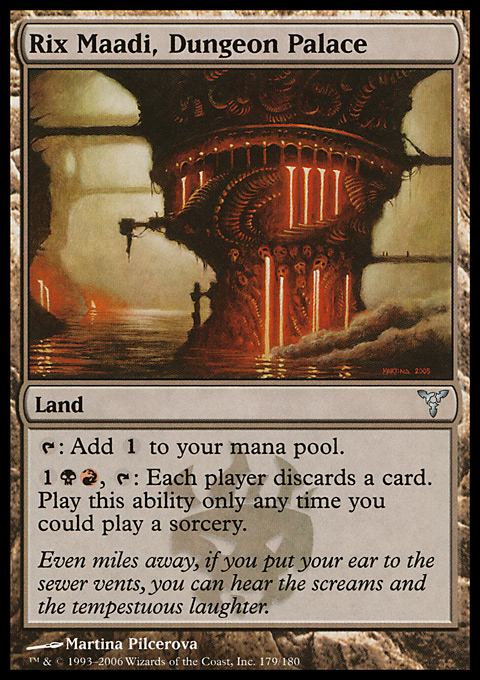 Rix Maadi, Dungeon Palace
MARTINA 2005
Land
: Add 1 to your mana pool.
1 , : Each player discards a card.
Play this ability only any time you
could play a sorcery.
Even miles away, if you put your ear to the
sewer vents, you can hear the screams and
the tempestuous laughter.
Martina Pilcerova
™ & © 1993–2006 Wizards of the Coast, Inc. 179/180